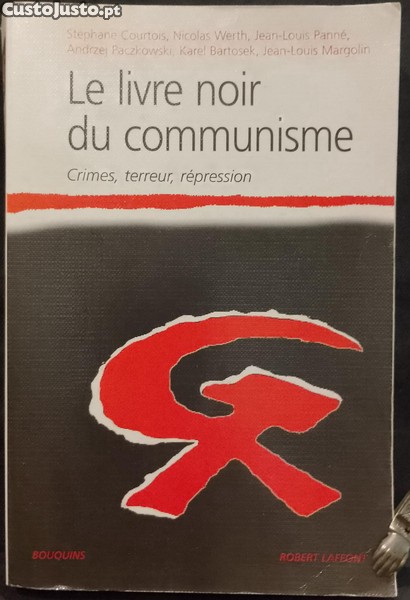 CustoJusto.pt
Stéphane Courtois, Nicolas Werth, Jean-Louis Panné,
Andrzej Paczkowski, Karel Bartosek, Jean-Louis Margolin
Le livre noir
du communisme
Crimes, terreur, répression
BOUQUINS
ROBERT LAFFONT